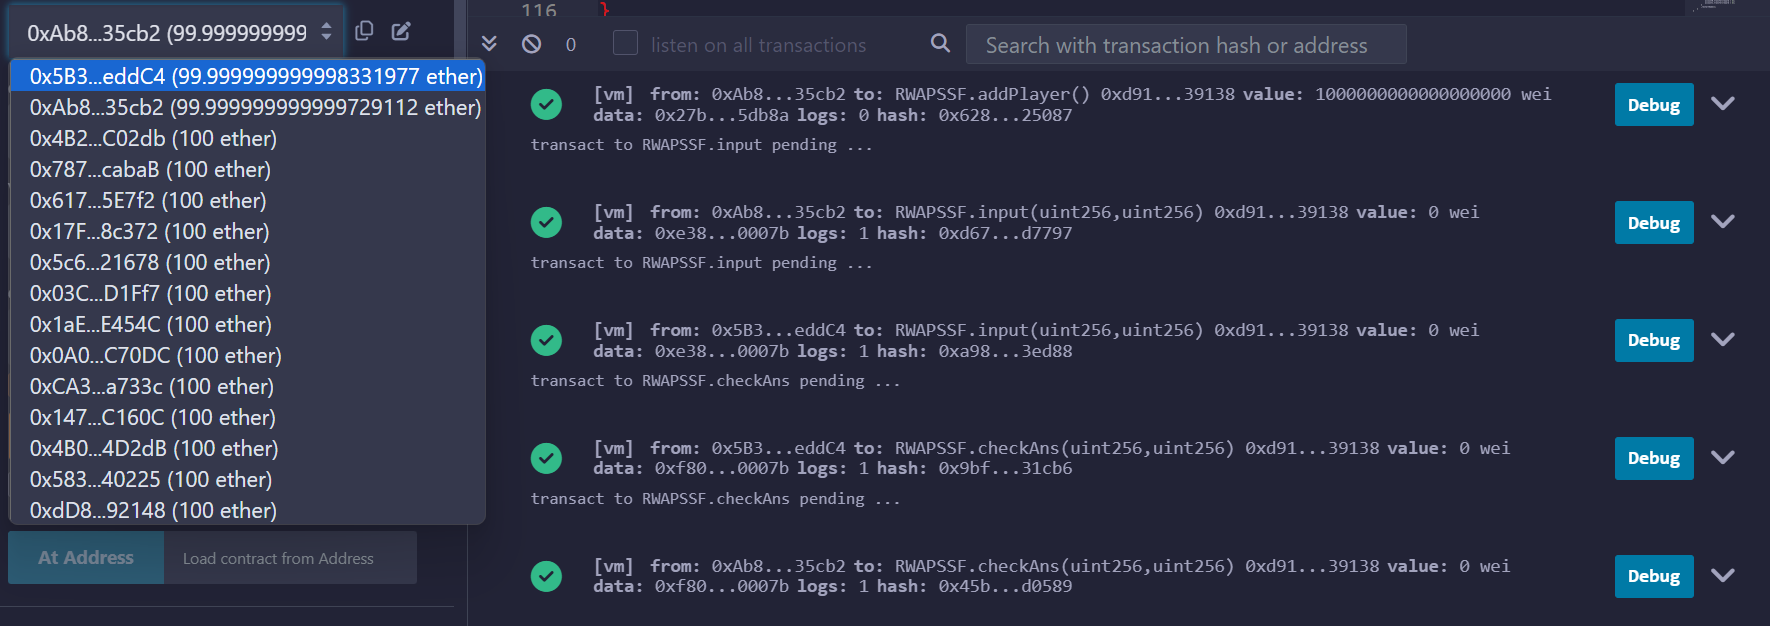 0xAb8...35cb2 (99.999999999
0x5B3...eddC4 (99.999999999998331977 ether)
0xAb8...35cb2 (99.999999999999729112 ether)
0x4B2...C02db (100 ether)
0x787...cabaB (100 ether)
0x617...5E7f2 (100 ether)
0x17F...8c372 (100 ether)
0x5c6...21678 (100 ether)
0x03C...D1Ff7 (100 ether)
0x1aE...E454C (100 ether)
0x0A0...C70DC (100 ether)
0xCA3...a733c (100 ether)
0x147...C160C (100 ether)
0x4B0...4D2dB (100 ether)
0x583...40225 (100 ether)
0xdD8...92148 (100 ether)
At Address
Load contract from Address
116 }
0
listen on all transactions
Search with transaction hash or address
[vm] from: 0xAb8...35cb2 to: RWAPSSF.addPlayer() 0xd91...39138 value: 1000000000000000000 wei
data: 0x27b...5db8a logs: 0 hash: 0x628...25087
Debug
transact to RWAPSSF.input pending ...
[vm] from: 0xAb8...35cb2 to: RWAPSSF.input(uint256,uint256) 0xd91...39138 value: 0 wei
data: 0xe38...0007b logs: 1 hash: 0xd67...d7797
Debug
transact to RWAPSSF.input pending ...
[vm] from: 0x5B3...eddC4 to: RWAPSSF.input(uint256,uint256) 0xd91...39138 value: 0 wei
data: 0xe38...0007b logs: 1 hash: 0xa98...3ed88
Debug
transact to RWAPSSF.checkAns pending ...
[vm] from: 0x5B3...eddC4 to: RWAPSSF.checkAns(uint256,uint256) 0xd91...39138 value: 0 wei
data: 0xf80...0007b logs: 1 hash: 0x9bf...31cb6
Debug
transact to RWAPSSF.checkAns pending ...
[vm] from: 0xAb8...35cb2 to: RWAPSSF.checkAns(uint256,uint256) 0xd91...39138 value: 0 wei
data: 0xf80...0007b logs: 1 hash: 0x45b...d0589
Debug